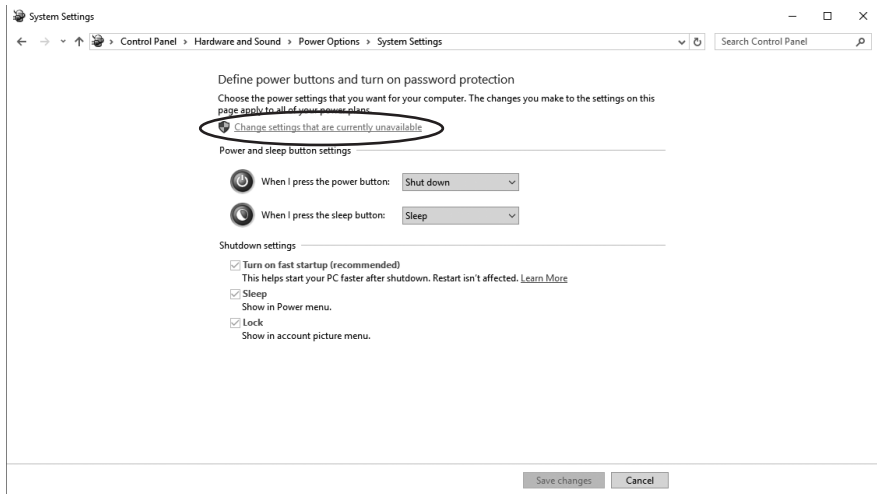 System Settings
Control Panel › Hardware and Sound › Power Options › System Settings
Search Control Panel
Define power buttons and turn on password protection
Choose the power settings that you want for your computer. The changes you make to the settings on this
page apply to all of your power plans.
Change settings that are currently unavailable
Power and sleep button settings
When I press the power button: Shut down
When I press the sleep button: Sleep
Shutdown settings
Turn on fast startup (recommended)
This helps start your PC faster after shutdown. Restart isn't affected. Learn More
Sleep
Show in Power menu.
Lock
Show in account picture menu.
Save changes Cancel